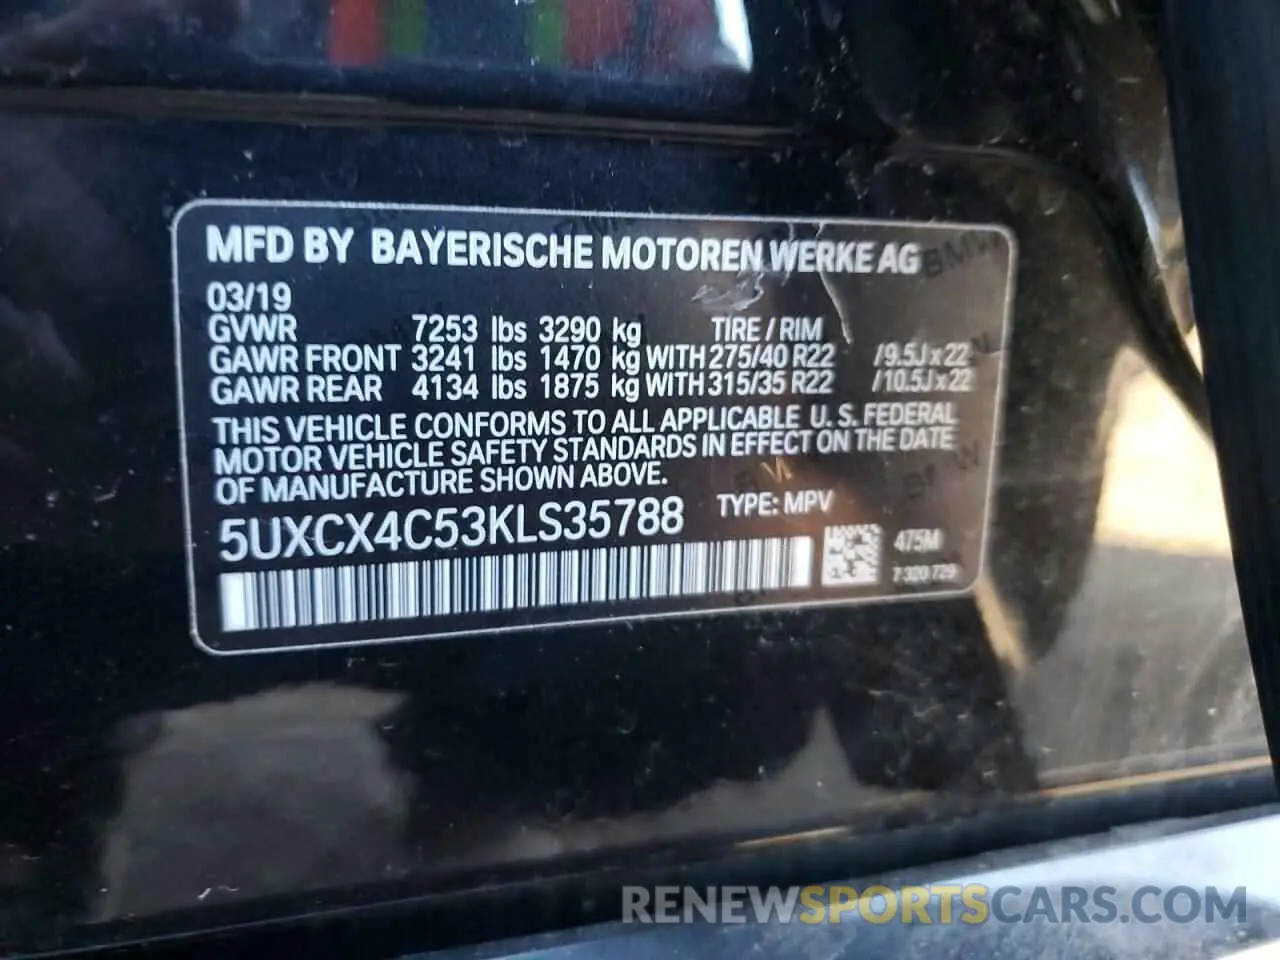 MFD BY BAYERISCHE MOTOREN WERKE AG
03/19
GVWR 7253 lbs 3290 kg TIRE / RIM
GAWR FRONT 3241 lbs 1470 kg WITH 275/40 R22 /9.5J x 22
GAWR REAR 4134 lbs 1875 kg WITH 315/35 R22 /10.5J x 22
THIS VEHICLE CONFORMS TO ALL APPLICABLE U. S. FEDERAL
MOTOR VEHICLE SAFETY STANDARDS IN EFFECT ON THE DATE
OF MANUFACTURE SHOWN ABOVE.
5UXCX4C53KLS35788 TYPE: MPV
475M
7 320 729
RENEWSPORTSCARS.COM